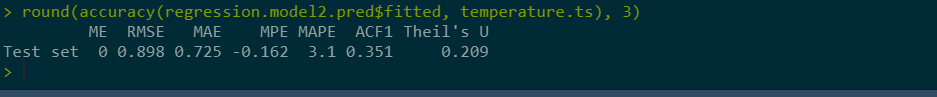 > round(accuracy(regression.model2.pred$fitted, temperature.ts), 3)
ME RMSE MAE MPE MAPE ACF1 Theil's U
Test set 0 0.898 0.725 -0.162 3.1 0.351 0.209
>